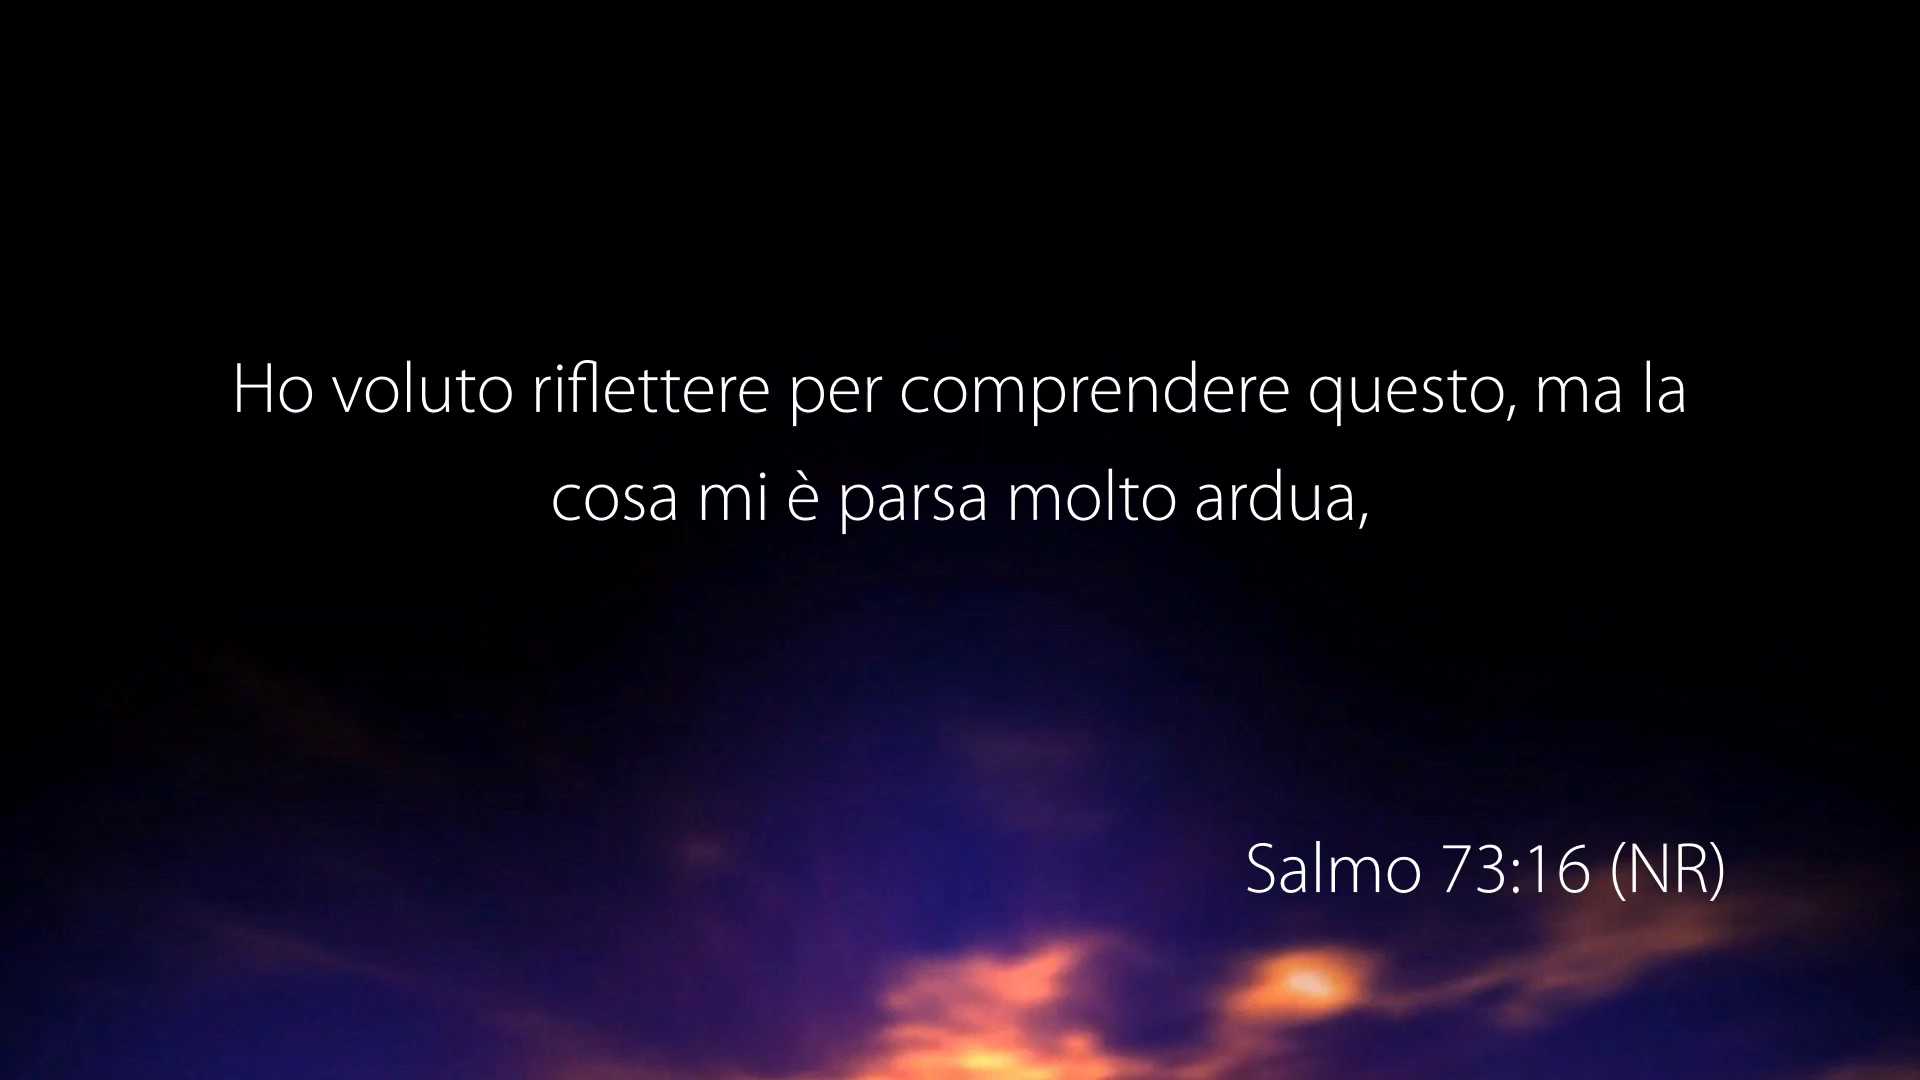 Ho voluto riflettere per comprendere questo, ma la
cosa mi è parsa molto ardua,
Salmo 73:16 (NR)